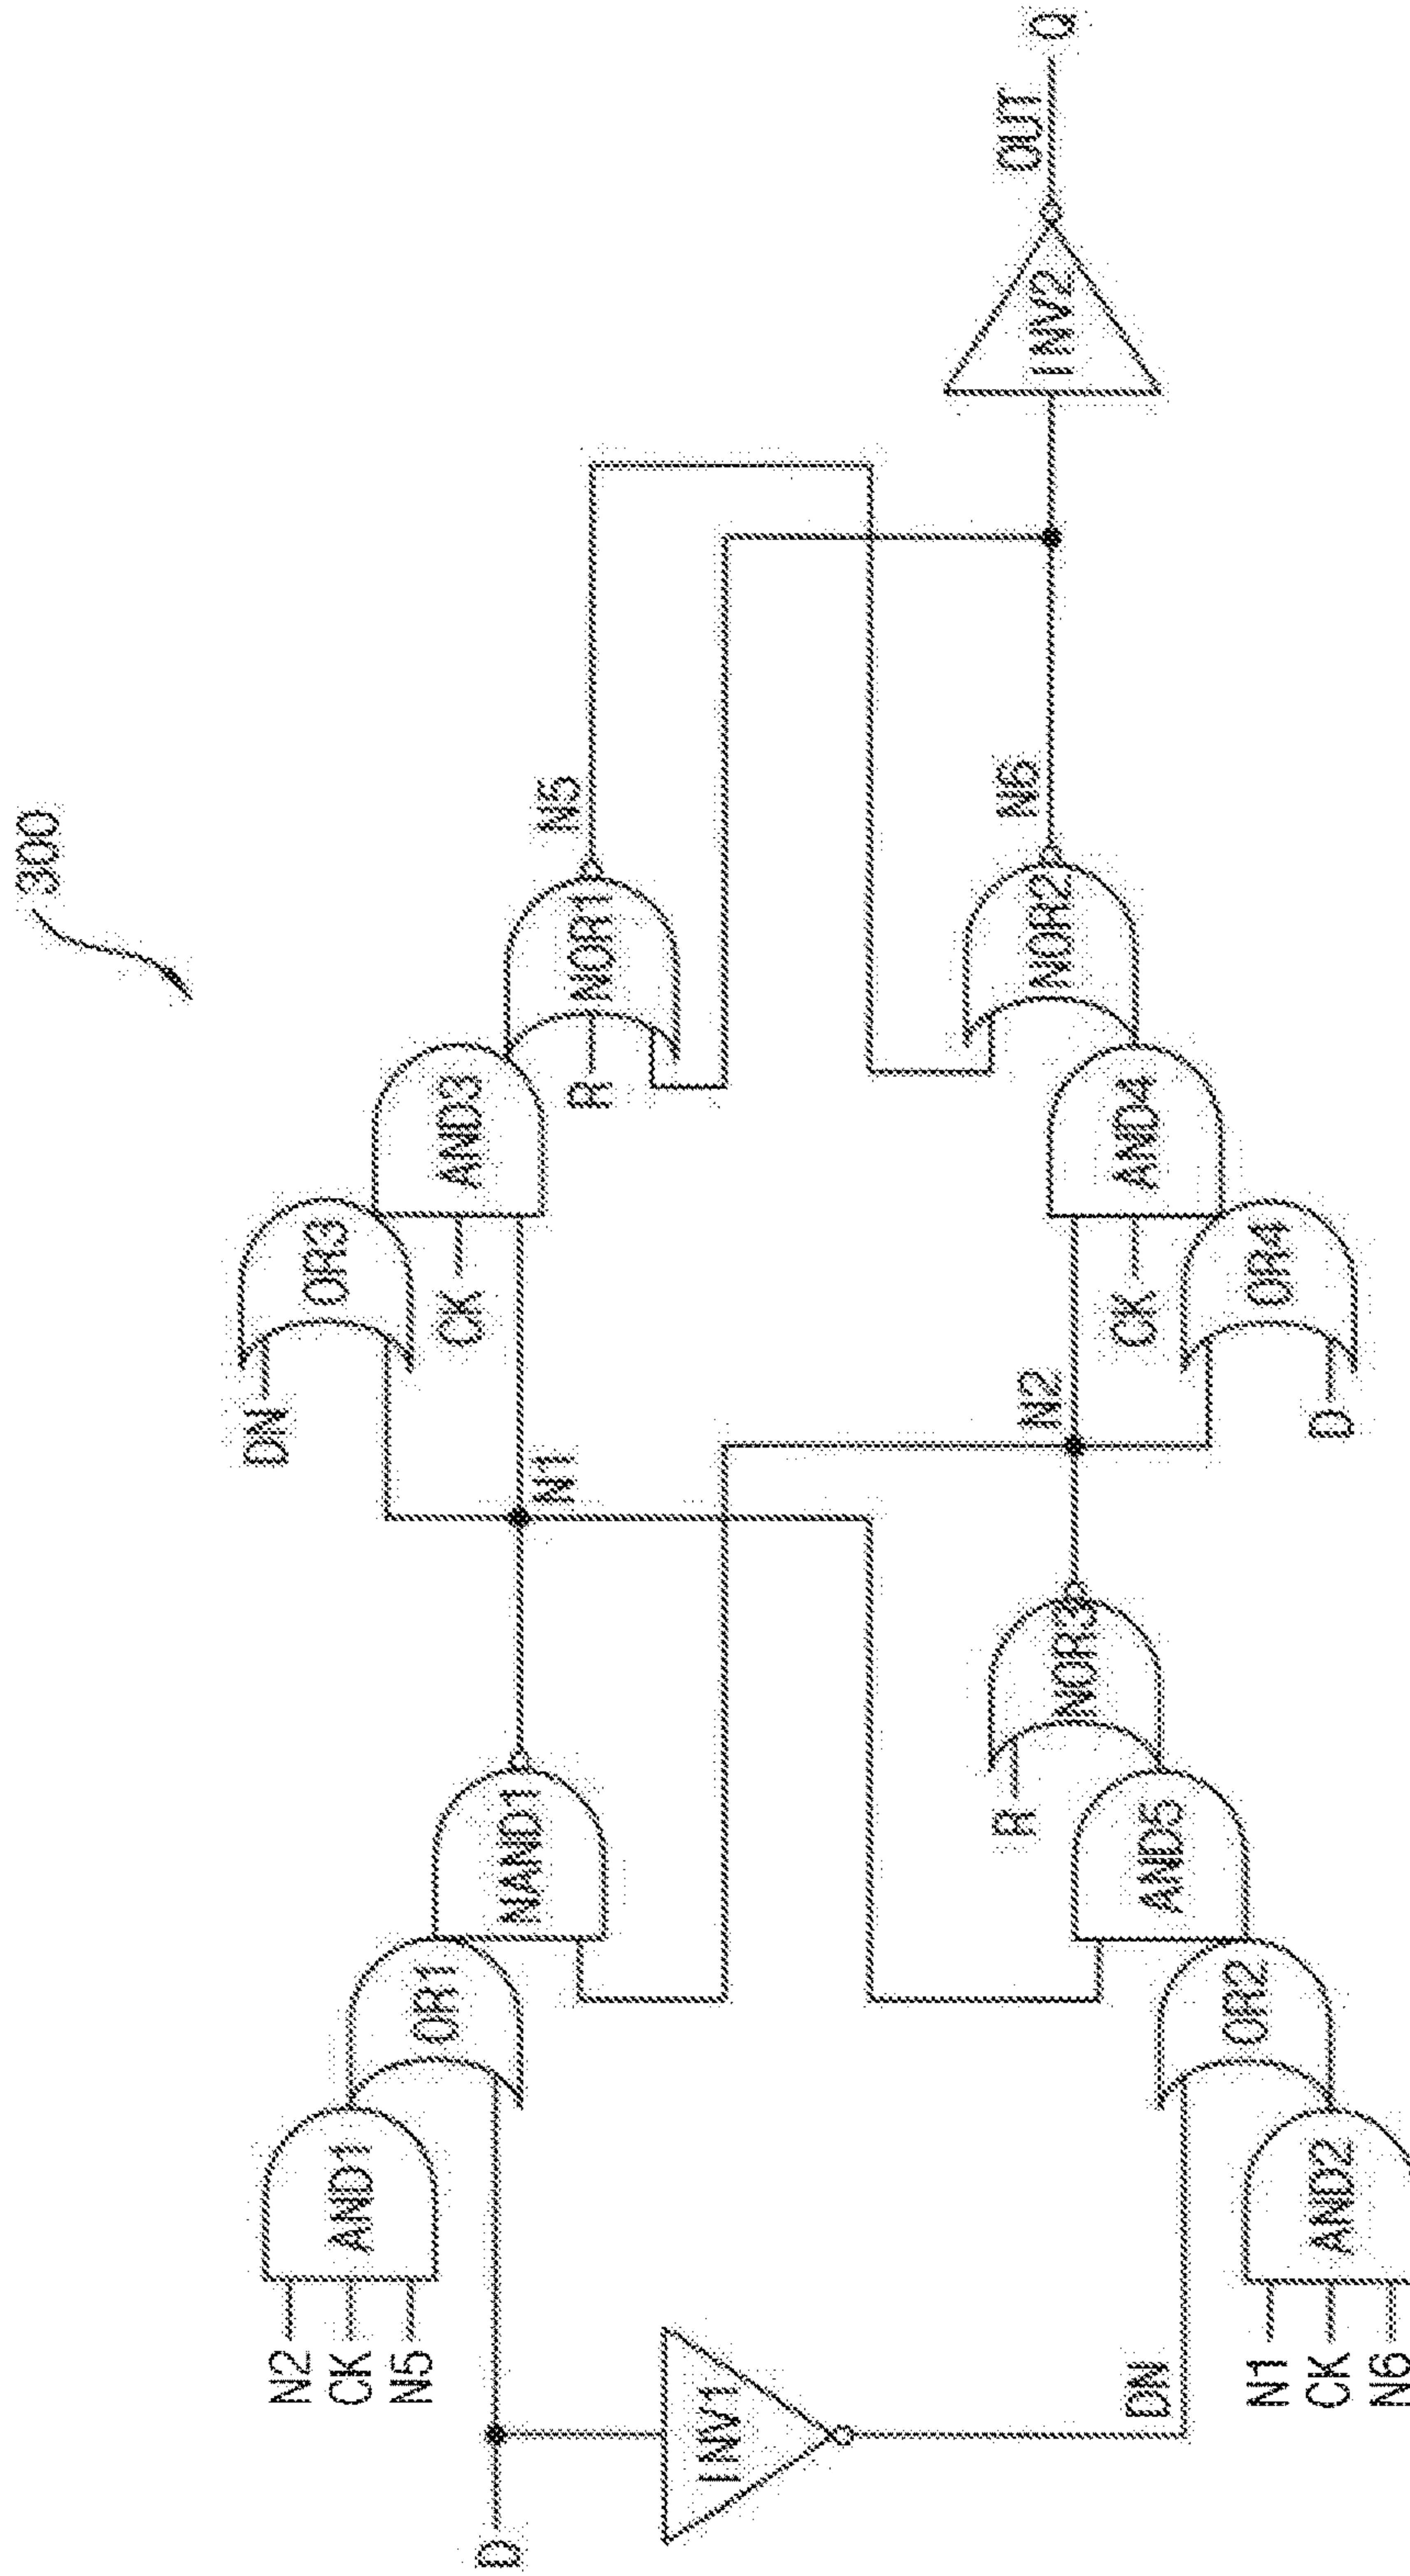 300
DN
OR3
CK
AND3
R
NOR1
N5
N1
N2
CK
N5
AND1
OR1
NAND1
D
INV1
DN
N1
CK
N6
AND2
OR2
AND5
R
NOR3
N2
CK
D
OR4
AND4
NOR2
N6
INV2
OUT
Q